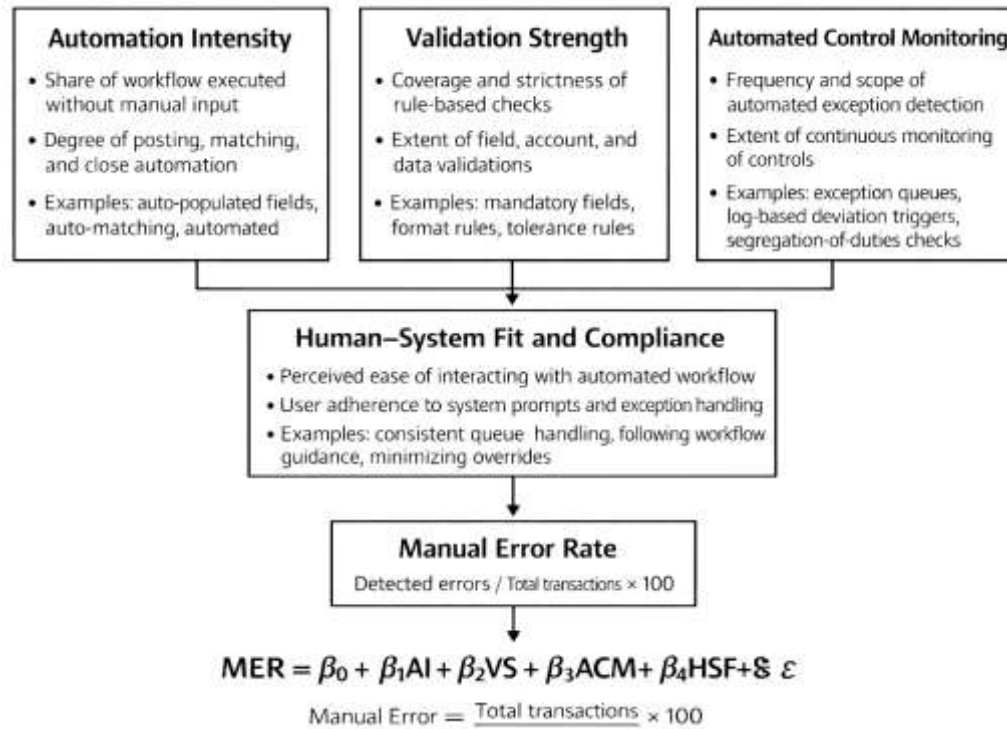 Automation Intensity
• Share of workflow executed
without manual input
• Degree of posting, matching,
and close automation
• Examples: auto-populated fields,
auto-matching, automated
Validation Strength
• Coverage and strictness of
rule-based checks
• Extent of field, account, and
data validations
• Examples: mandatory fields,
format rules, tolerance rules
Automated Control Monitoring
• Frequency and scope of
automated exception detection
• Extent of continuous monitoring
of controls
• Examples: exception queues,
log-based deviation triggers,
segregation-of-duties checks
Human–System Fit and Compliance
• Perceived ease of interacting with automated workflow
• User adherence to system prompts and exception handling
• Examples: consistent queue handling, following workflow
guidance, minimizing overrides
Manual Error Rate
Detected errors / Total transactions × 100
MER = β₀ + β₁AI + β₂VS + β₃ACM+ β₄HSF+& ε
Manual Error = Total transactions × 100